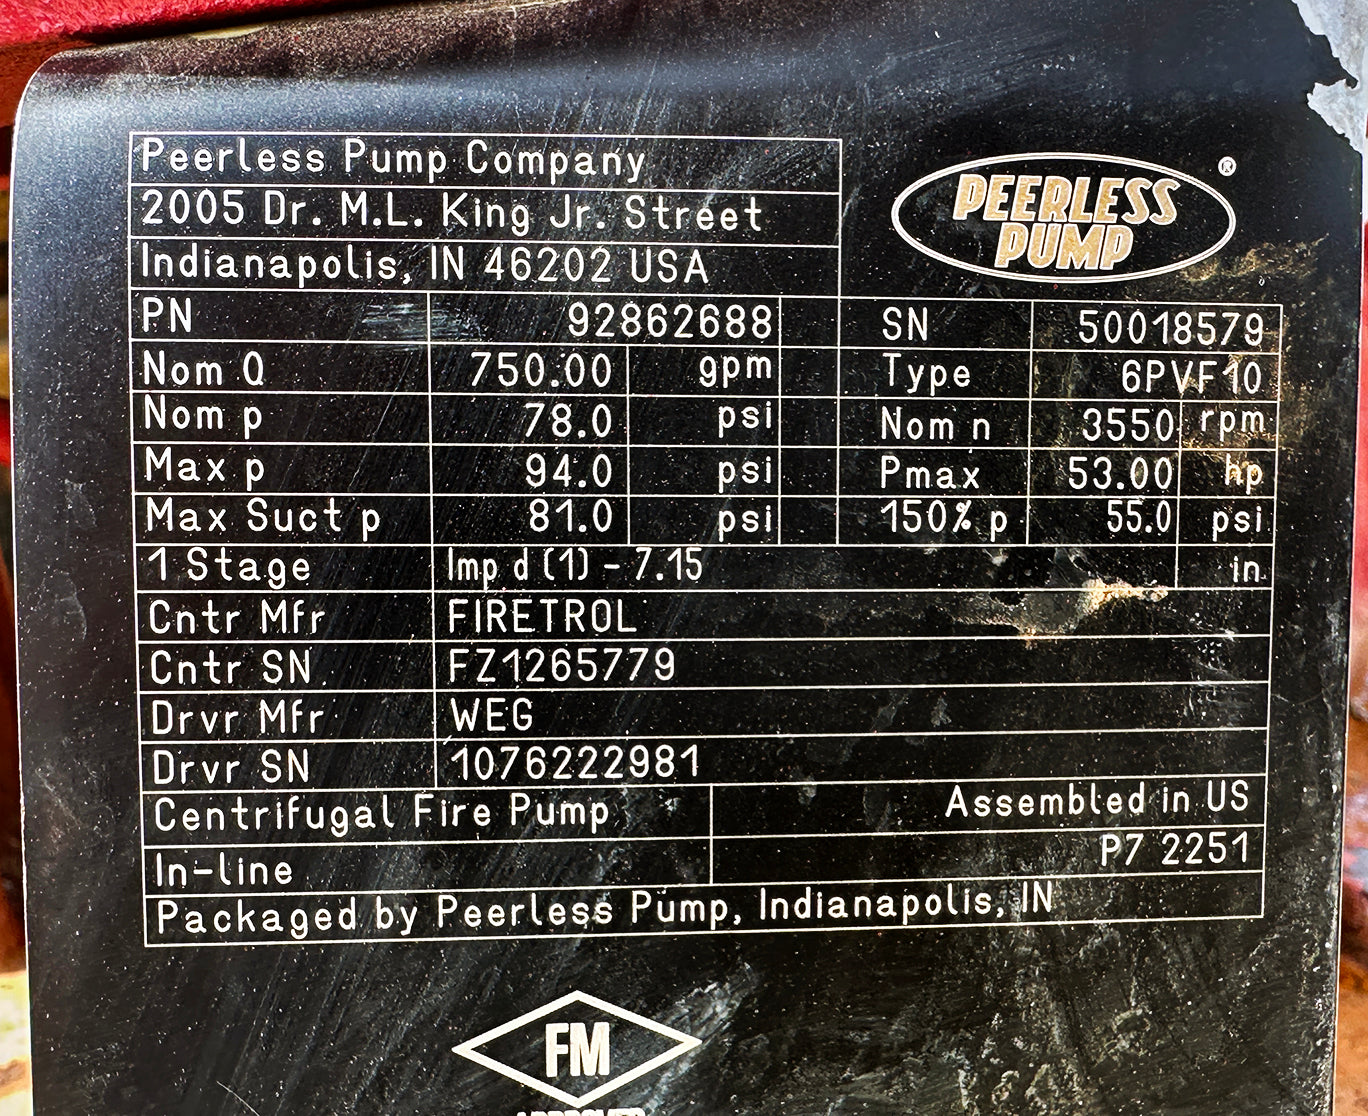 Peerless Pump Company
2005 Dr. M.L. King Jr. Street
Indianapolis, IN 46202 USA
PEERLESS
PUMP
®
PN 92862688 SN 50018579
Nom Q 750.00 gpm Type 6PVF10
Nom p 78.0 psi Nom n 3550 rpm
Max p 94.0 psi Pmax 53.00 hp
Max Suct p 81.0 psi 150% p 55.0 psi
1 Stage Imp d (1) - 7.15 in
Cntr Mfr FIRETROL
Cntr SN FZ1265779
Drvr Mfr WEG
Drvr SN 1076222981
Centrifugal Fire Pump Assembled in US
In-line P7 2251
Packaged by Peerless Pump, Indianapolis, IN
FM
APPROVED